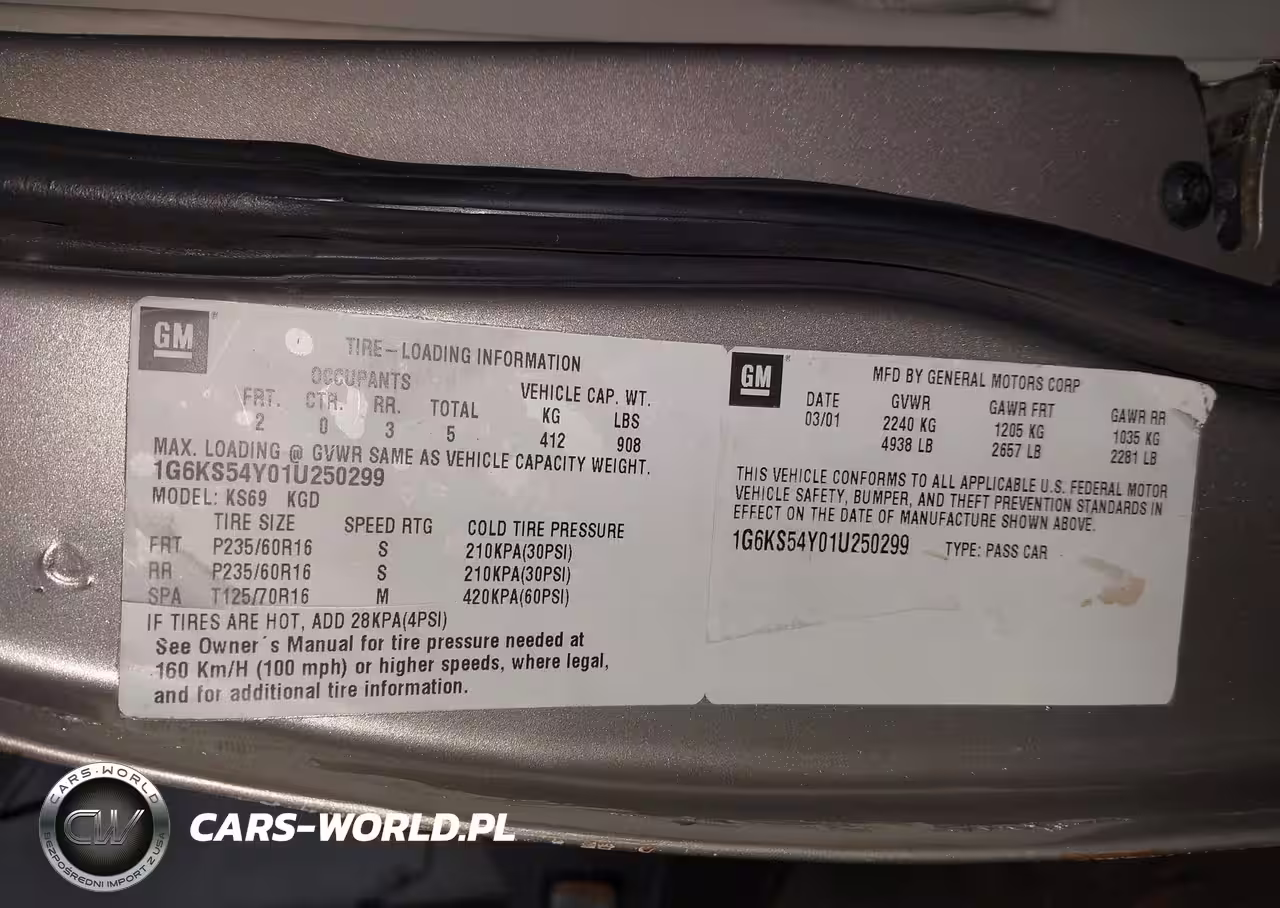 GM
TIRE-LOADING INFORMATION
OCCUPANTS
VEHICLE CAP. WT.
FRT. CTR. RR. TOTAL KG LBS
2 0 3 5 412 908
MAX. LOADING @ GVWR SAME AS VEHICLE CAPACITY WEIGHT.
1G6KS54Y01U250299
MODEL: KS69 KGD
TIRE SIZE SPEED RTG COLD TIRE PRESSURE
FRT P235/60R16 S 210KPA(30PSI)
RR P235/60R16 S 210KPA(30PSI)
SPA T125/70R16 M 420KPA(60PSI)
IF TIRES ARE HOT, ADD 28KPA(4PSI)
See Owner´s Manual for tire pressure needed at
160 Km/H (100 mph) or higher speeds, where legal,
and for additional tire information.
GM
MFD BY GENERAL MOTORS CORP
DATE GVWR GAWR FRT GAWR RR
03/01 2240 KG 1205 KG 1035 KG
4938 LB 2657 LB 2281 LB
THIS VEHICLE CONFORMS TO ALL APPLICABLE U.S. FEDERAL MOTOR
VEHICLE SAFETY, BUMPER, AND THEFT PREVENTION STANDARDS IN
EFFECT ON THE DATE OF MANUFACTURE SHOWN ABOVE.
1G6KS54Y01U250299 TYPE: PASS CAR
CARS-WORLD
CW
BEZPOŚREDNI IMPORT Z USA
CARS-WORLD.PL